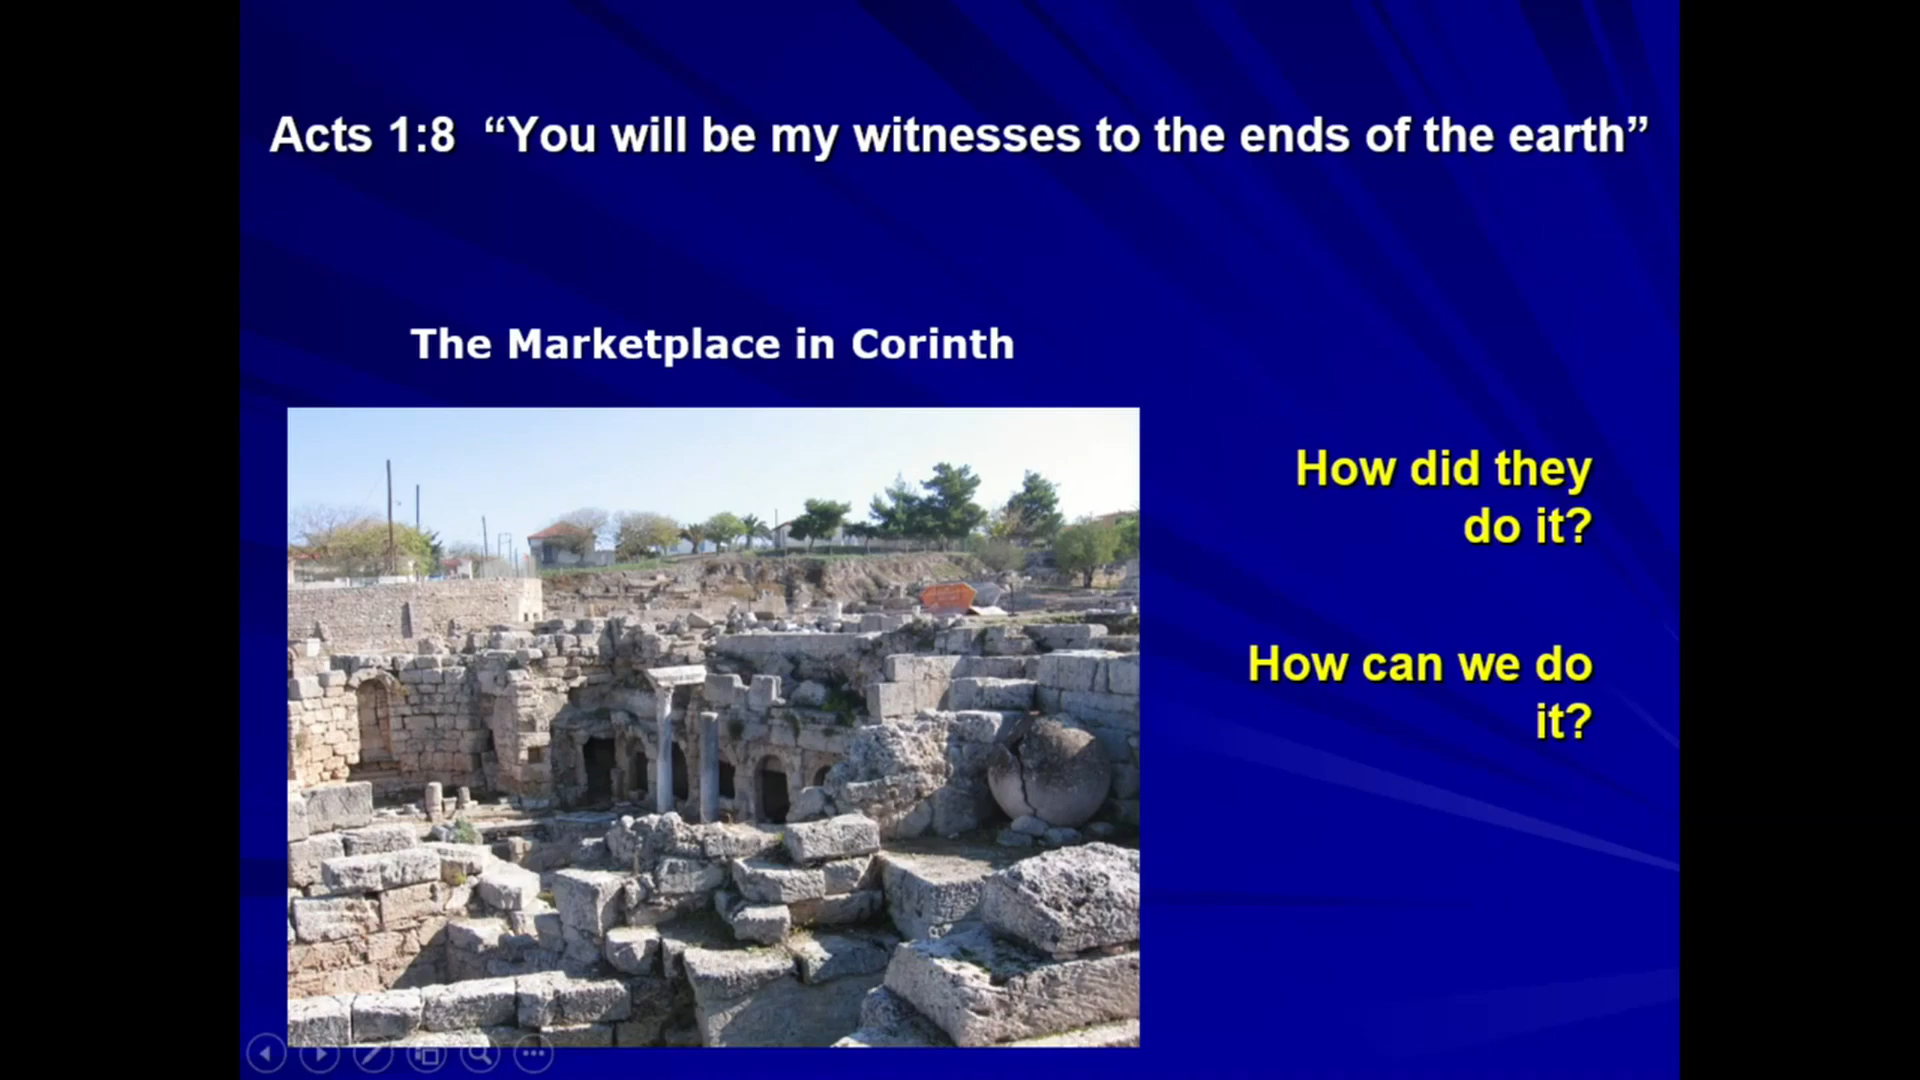 Acts 1:8  “You will be my witnesses to the ends of the earth”
The Marketplace in Corinth
How did they
do it?
How can we do
it?